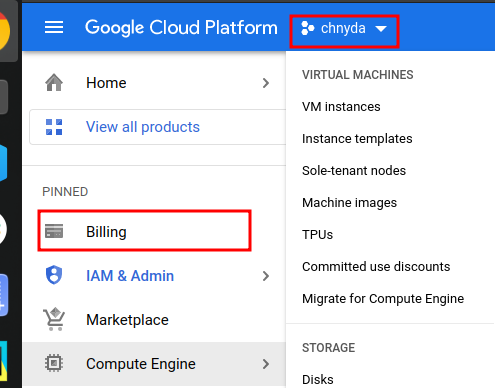 Google Cloud Platform
chnyda
Home
View all products
PINNED
Billing
IAM & Admin
Marketplace
Compute Engine
VIRTUAL MACHINES
VM instances
Instance templates
Sole-tenant nodes
Machine images
TPUs
Committed use discounts
Migrate for Compute Engine
STORAGE
Disks